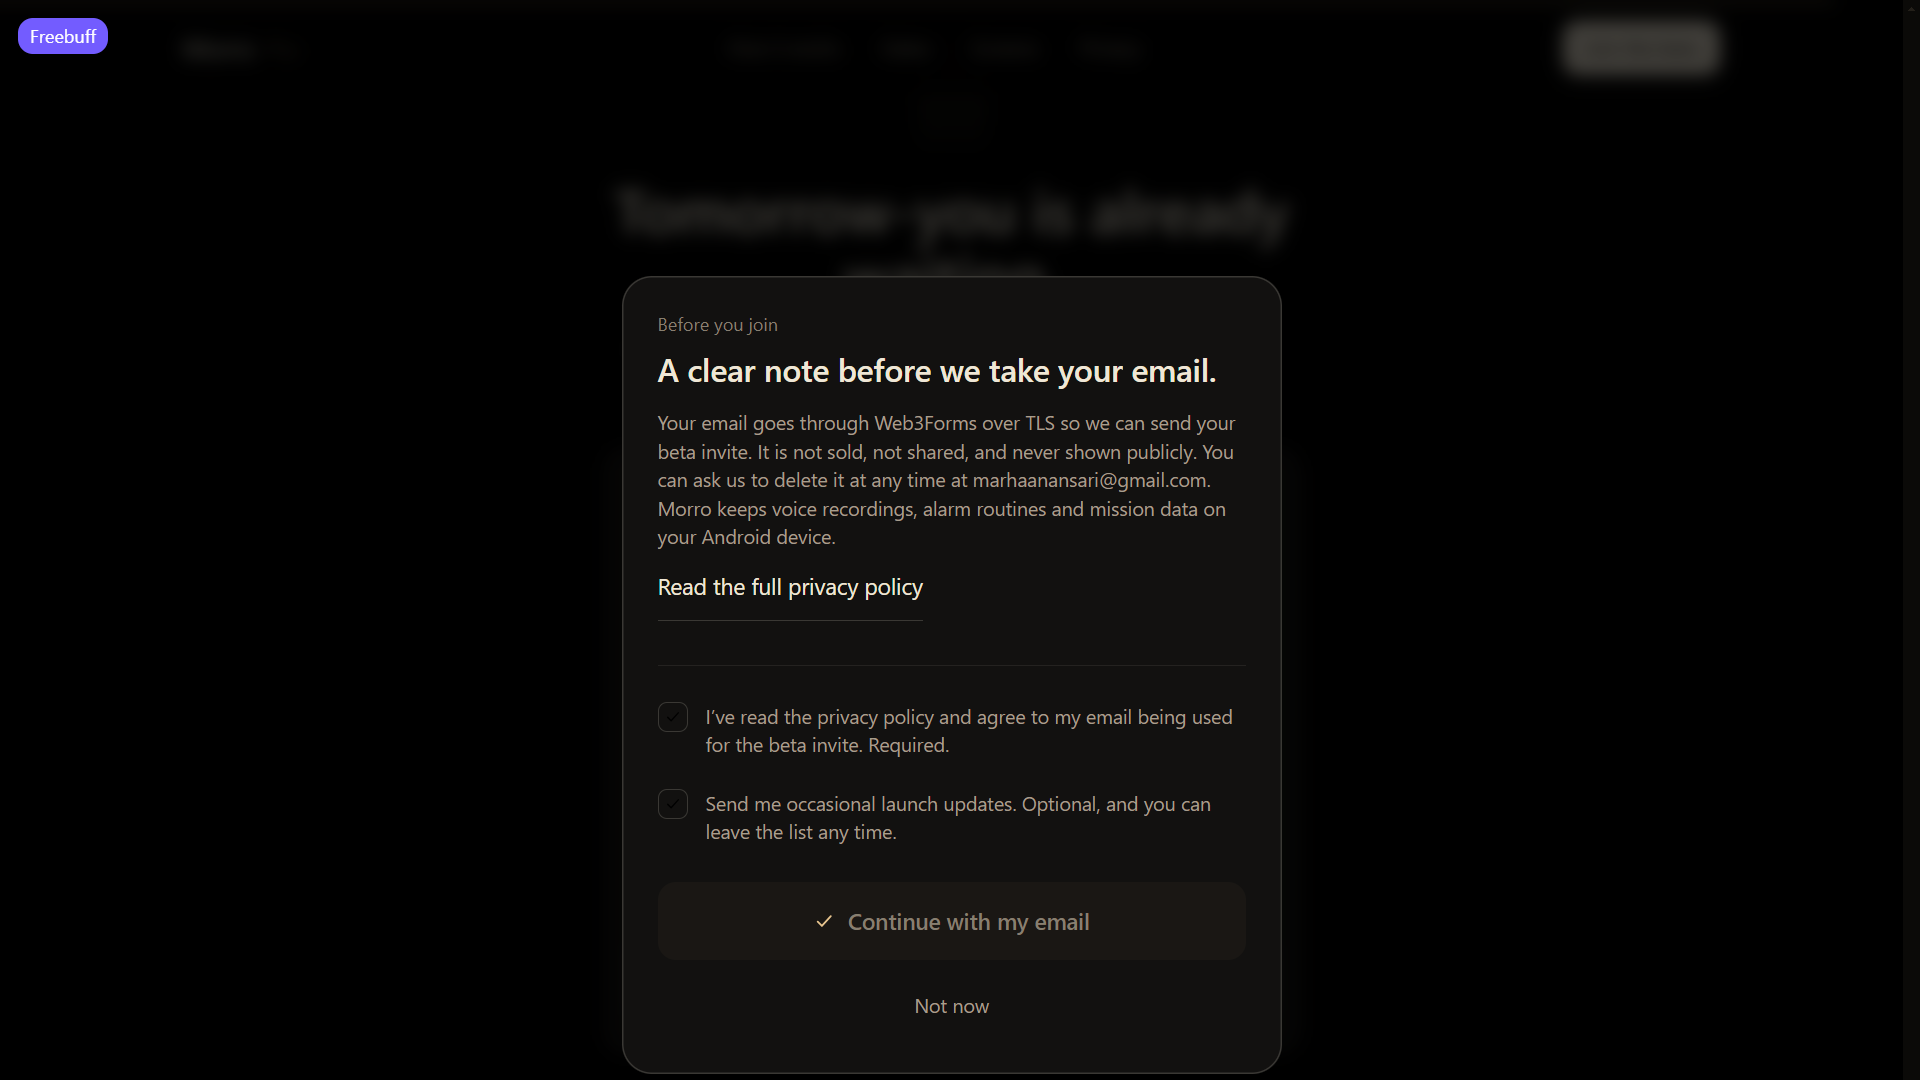 Freebuff
Tomorrow-you is already
waiting
Before you join
A clear note before we take your email.
Your email goes through Web3Forms over TLS so we can send your
beta invite. It is not sold, not shared, and never shown publicly. You
can ask us to delete it at any time at marhaanansari@gmail.com.
Morro keeps voice recordings, alarm routines and mission data on
your Android device.
Read the full privacy policy
I’ve read the privacy policy and agree to my email being used
for the beta invite. Required.
Send me occasional launch updates. Optional, and you can
leave the list any time.
Continue with my email
Not now